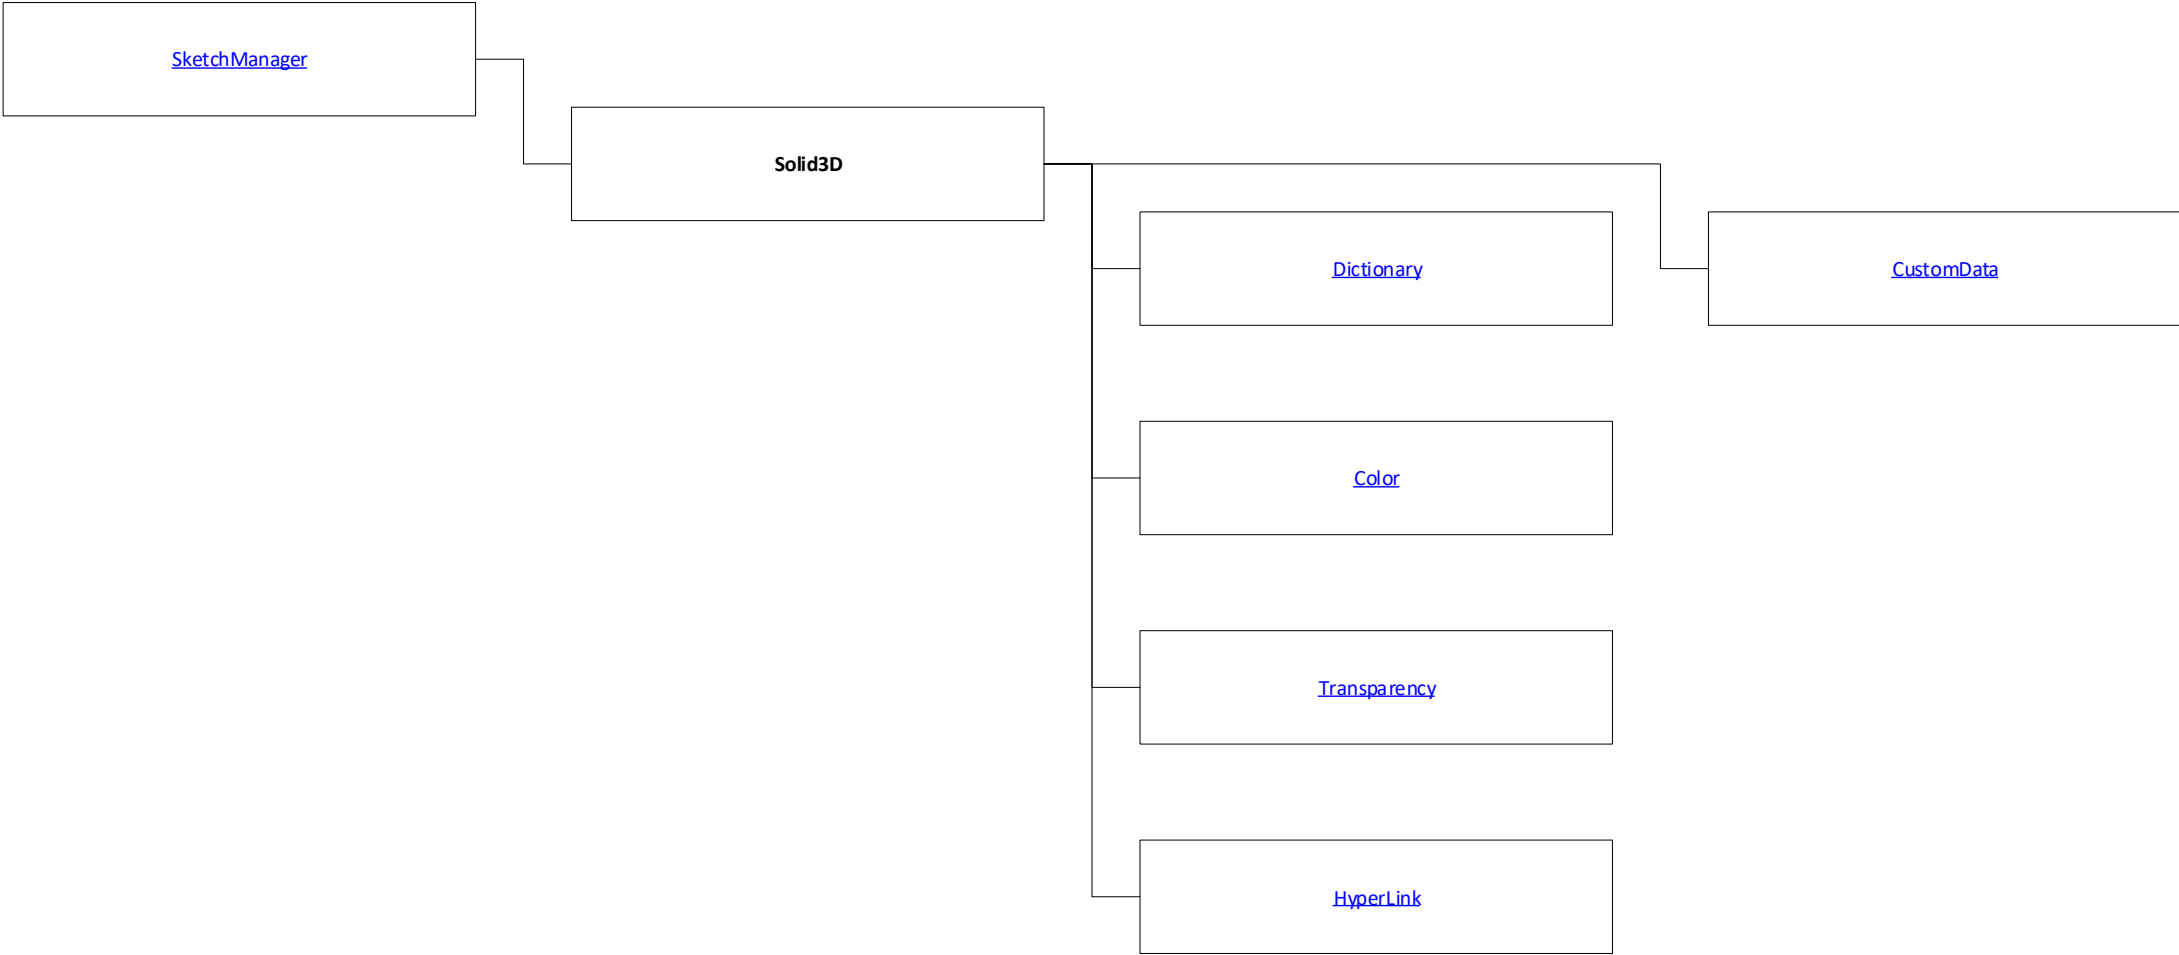 SketchManager
Solid3D
Dictionary
CustomData
Color
Transparency
HyperLink